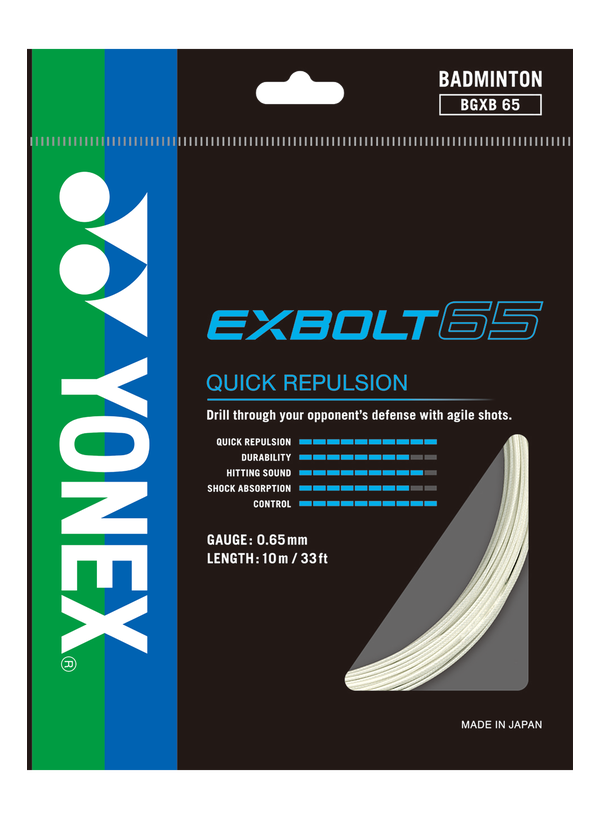 BADMINTON
BGXB 65
YONEX®
EXBOLT65
QUICK REPULSION
Drill through your opponent's defense with agile shots.
QUICK REPULSION
DURABILITY
HITTING SOUND
SHOCK ABSORPTION
CONTROL
GAUGE: 0.65mm
LENGTH: 10m / 33ft
MADE IN JAPAN